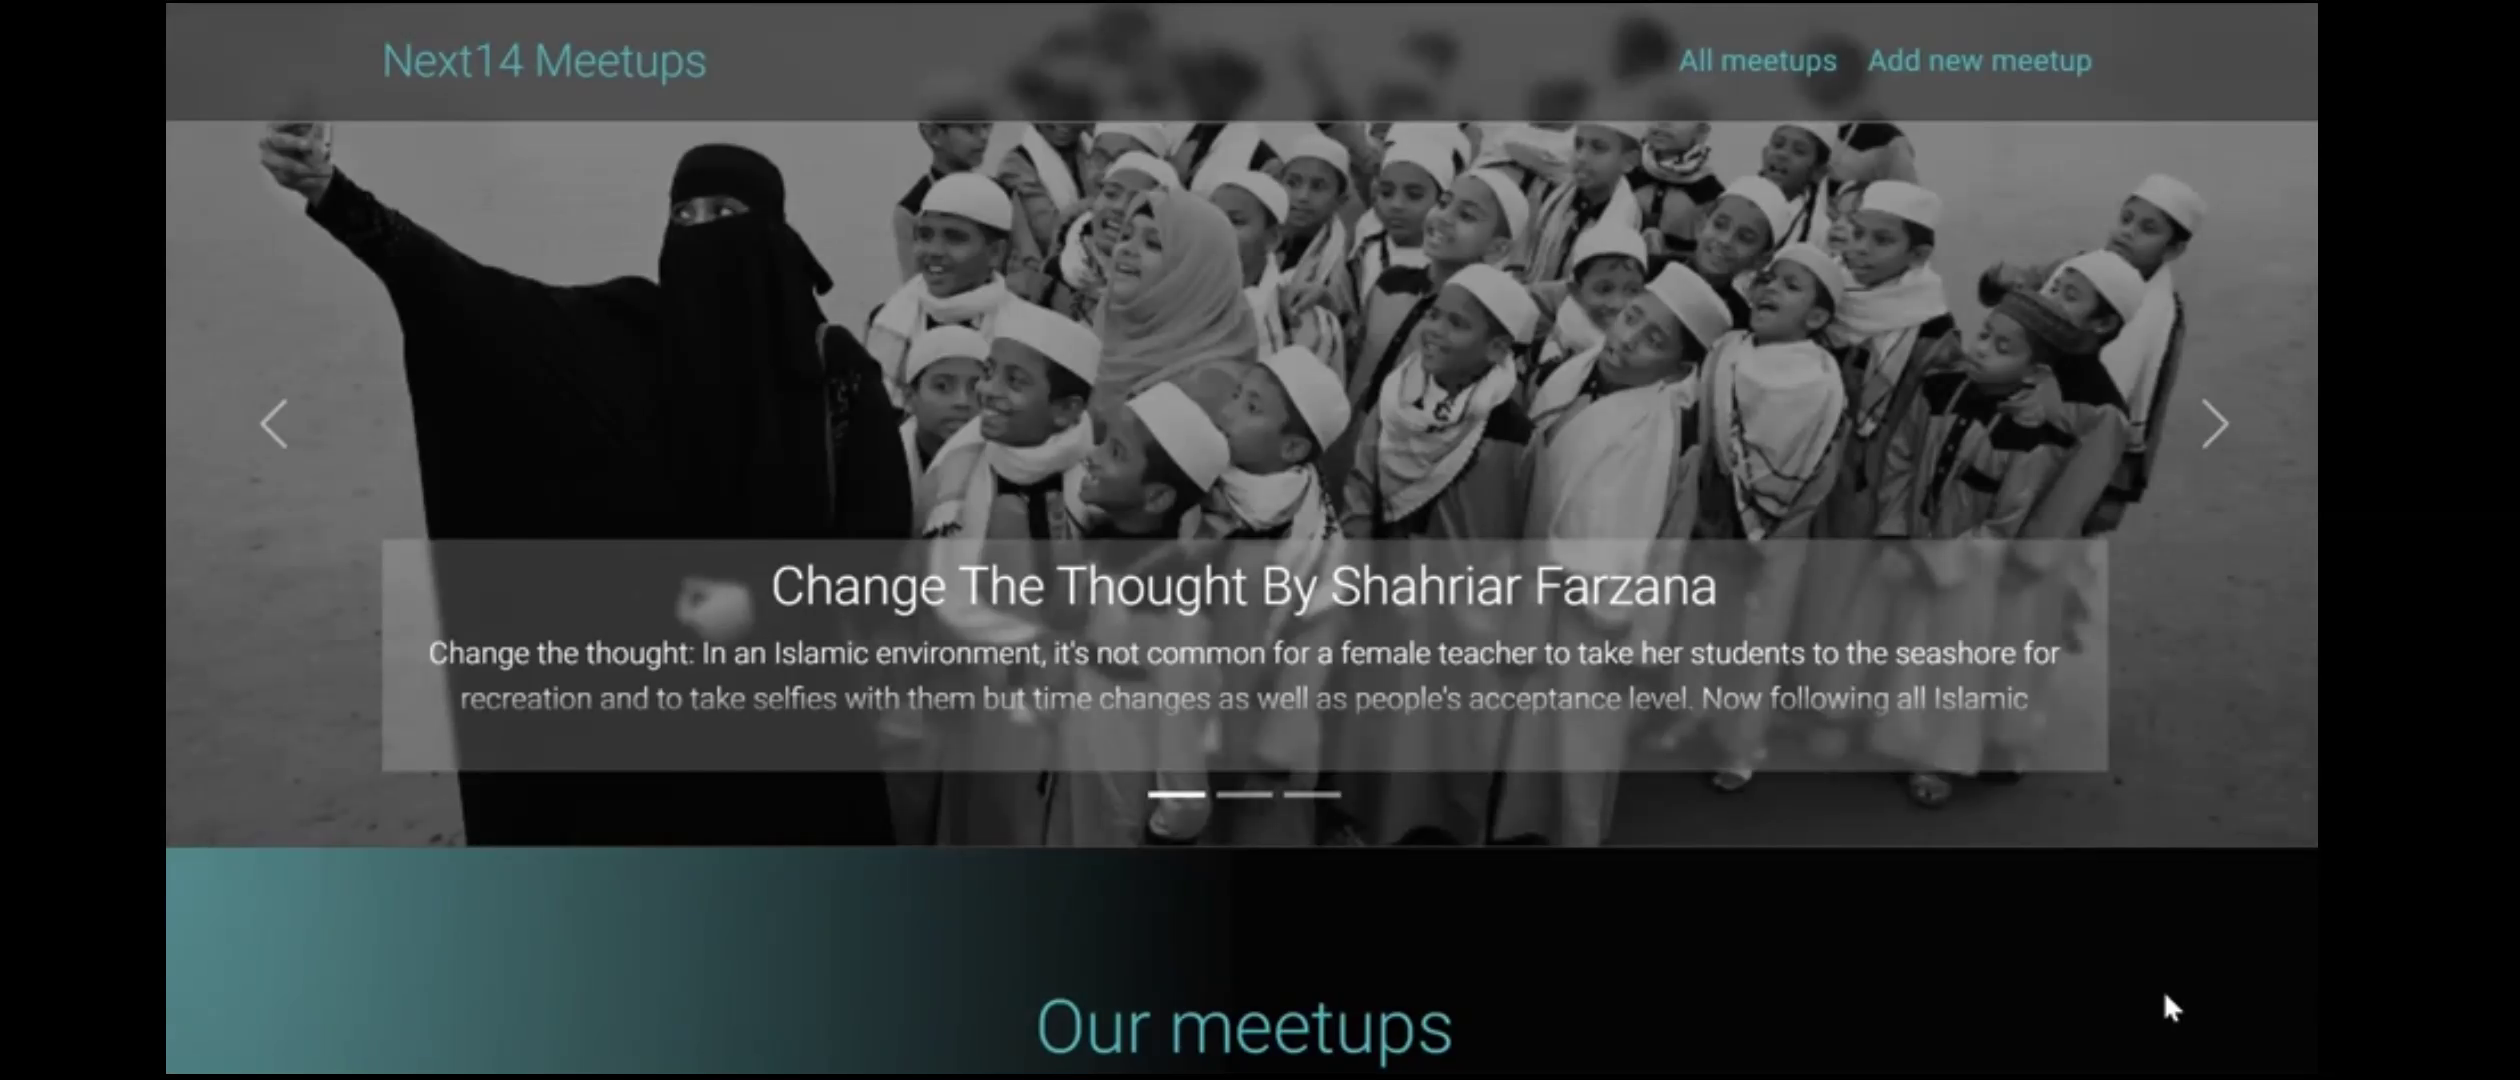 Next14 Meetups
All meetups Add new meetup
Change The Thought By Shahriar Farzana
Change the thought: In an Islamic environment, it's not common for a female teacher to take her students to the seashore for
recreation and to take selfies with them but time changes as well as people's acceptance level. Now following all Islamic
Our meetups